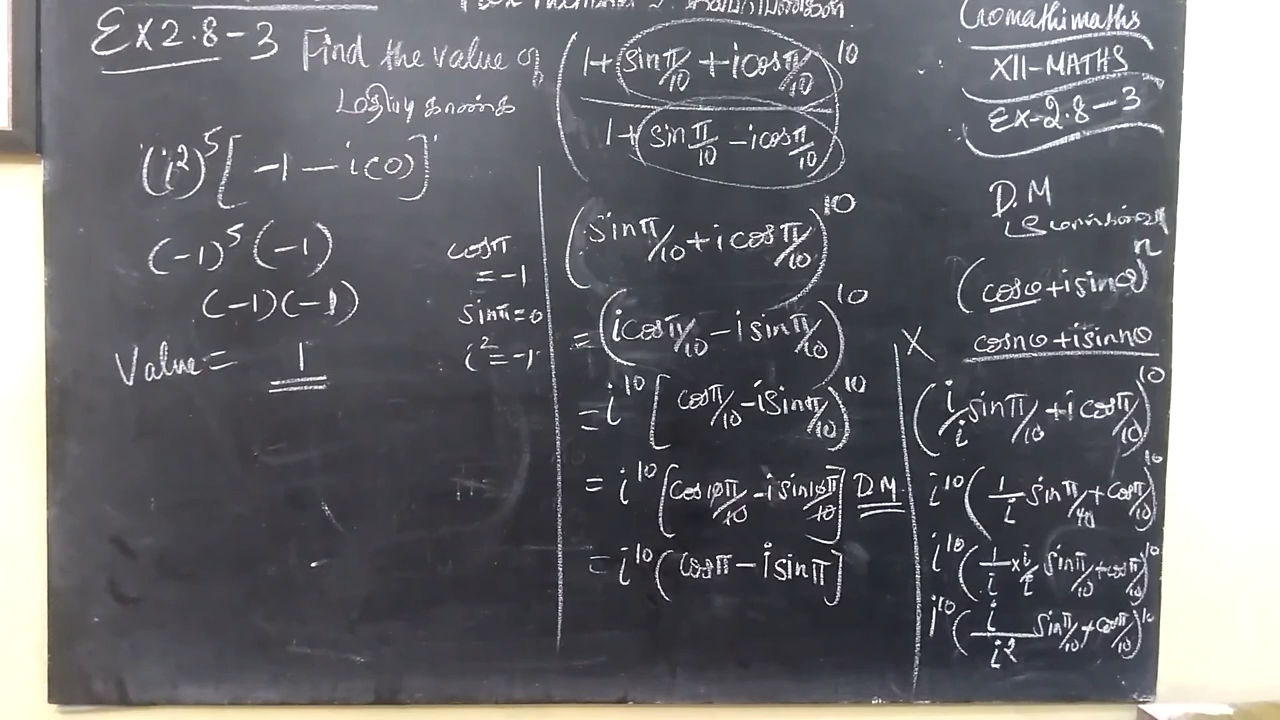 Ex 2.8-3 Find the value of (1+sin π/10 + i cos π/10 / 1+sin π/10 - i cos π/10)^10
மதிப்பு காண்க
(sin π/10 + i cos π/10)^10
= (i cos π/10 - i sin π/10)^10
= i^10 [cos π/10 - i sin π/10)^10
= i^10 [cos 10π/10 - i sin 10π/10] DM
= i^10 (cos π - i sin π]
Gomathimaths
XII-MATHS
Ex-2.8-3
D.M
(cosθ + i sinθ)^n
cos nθ + i sin nθ
X
(i/i sin π/10 + i cos π/10)^10
i^10 (1/i sin π/10 + cos π/10)^10
i^10 (1/i × i/i sin π/10 + cos π/10)^10
i^10 (i/i² sin π/10 + cos π/10)^10
(i²)^5 [-1 - i(0)]
(-1)^5 (-1)
(-1)(-1)
Value = 1
cos π
= -1
sin π = 0
i² = -1